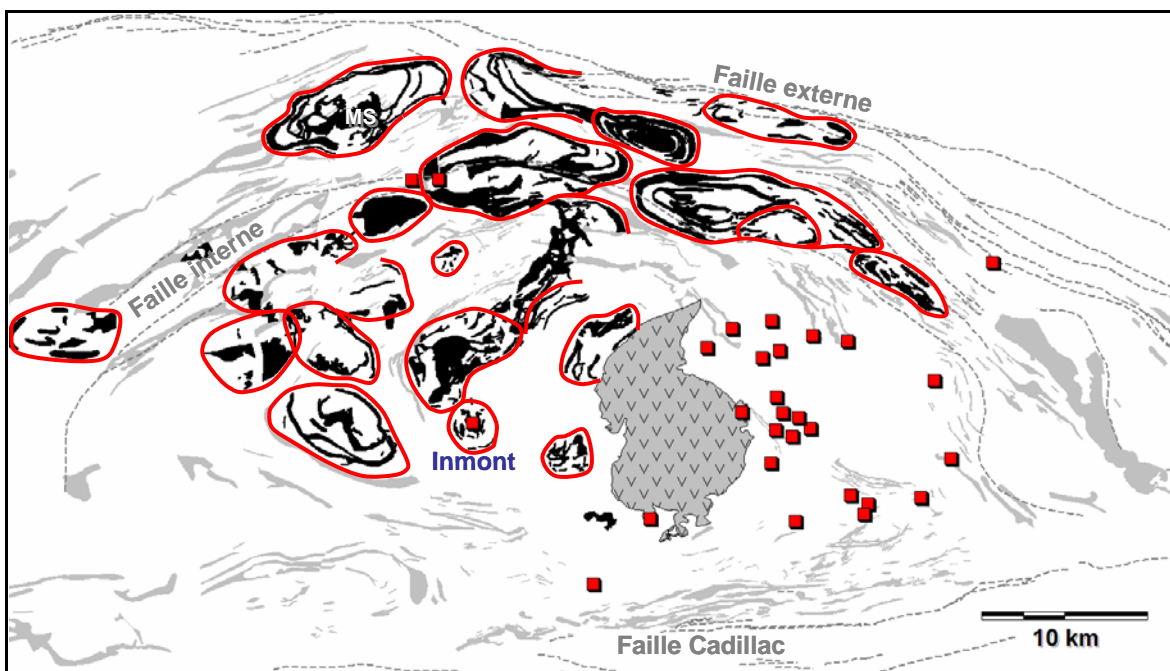 Faille externe
MS
Faille interne
Inmont
10 km
Faille Cadillac